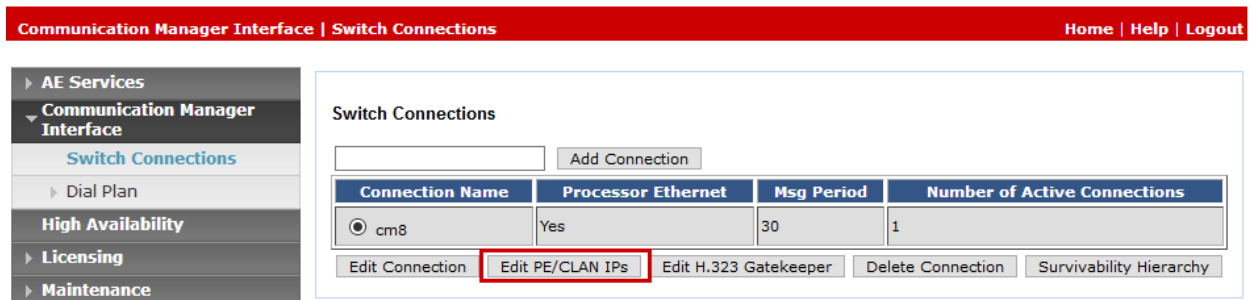 Communication Manager Interface | Switch Connections
Home | Help | Logout
AE Services
Communication Manager
Interface
Switch Connections
Dial Plan
High Availability
Licensing
Maintenance
Switch Connections
Add Connection
Connection Name Processor Ethernet Msg Period Number of Active Connections
cm8 Yes 30 1
Edit Connection Edit PE/CLAN IPs Edit H.323 Gatekeeper Delete Connection Survivability Hierarchy